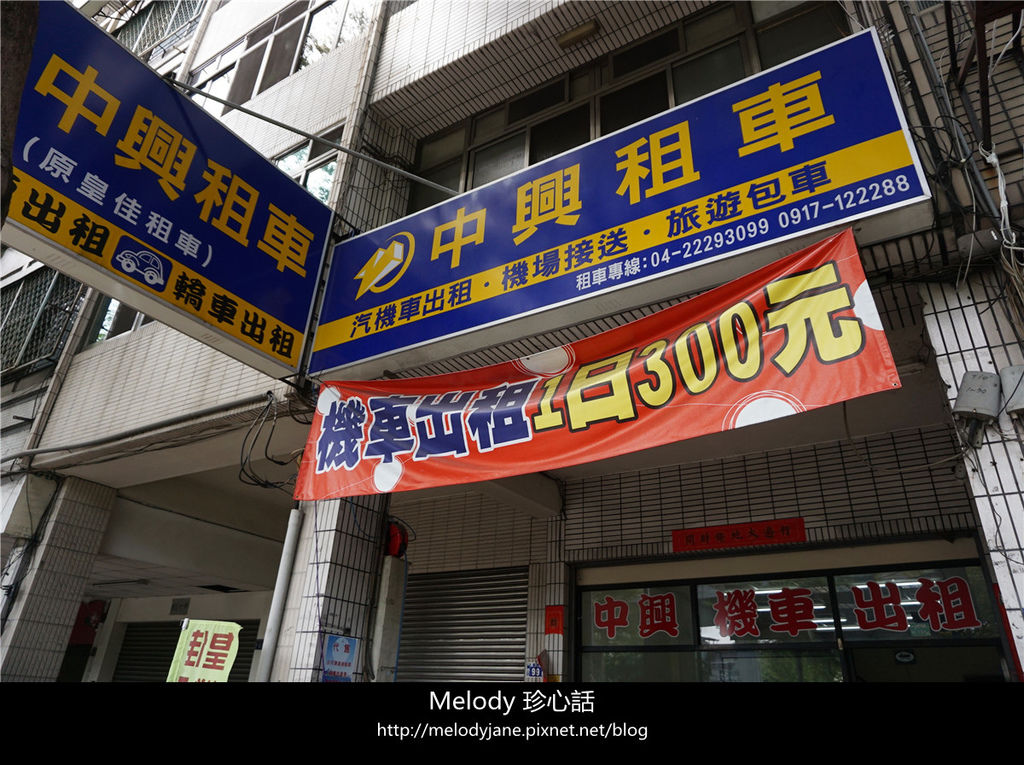 中興租車
(原皇佳租車)
出租
轎車出租
中興租車
汽機車出租·機場接送·旅遊包車
租車專線:04-22293099 0917-122288
機車出租1日300元
中興 機車 出租
代售
Melody 珍心話
http://melodyjane.pixnet.net/blog